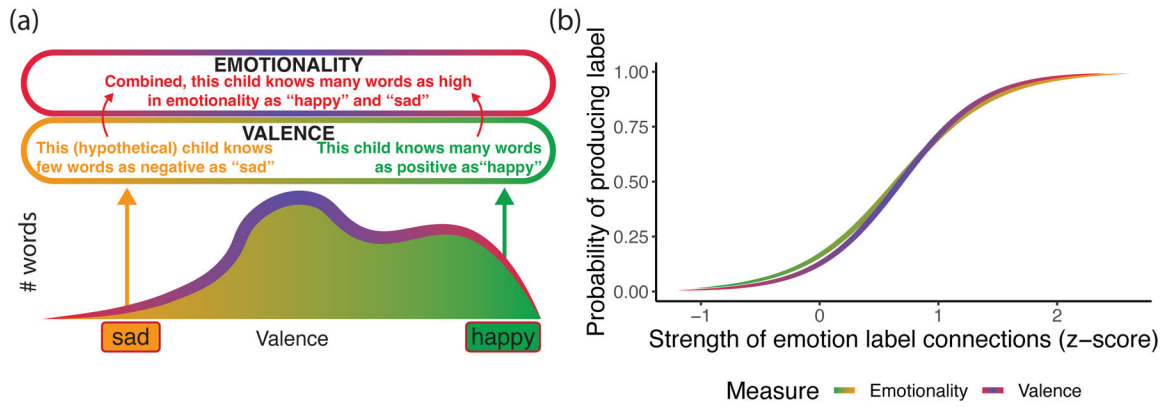 (a)
EMOTIONALITY
Combined, this child knows many words as high
in emotionality as “happy” and “sad”
VALENCE
This (hypothetical) child knows
few words as negative as “sad”
This child knows many words
as positive as“happy”
# words
sad
Valence
happy
(b)
Probability of producing label
1.00
0.75
0.50
0.25
0.00
−1
0
1
2
Strength of emotion label connections (z−score)
Measure
Emotionality
Valence